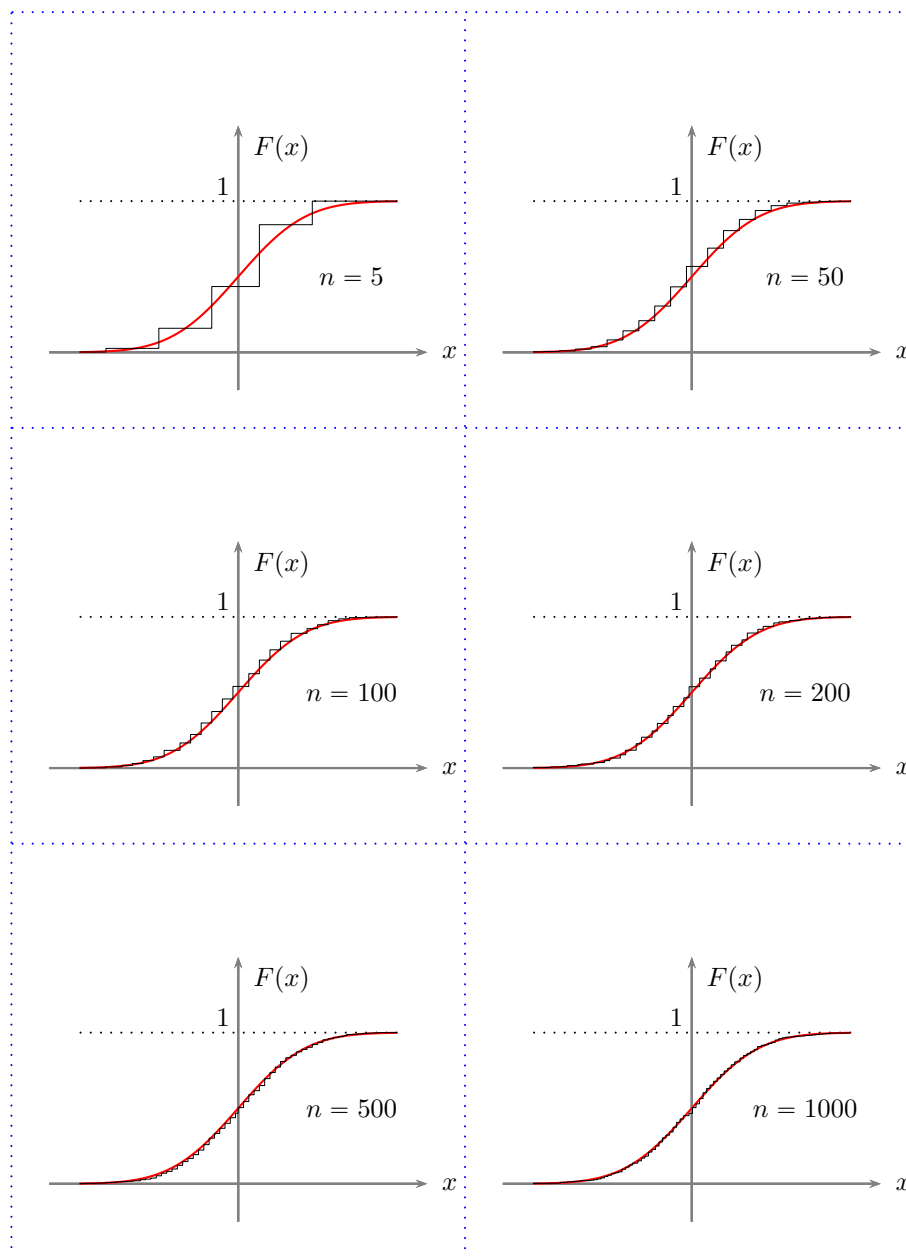 F(x)
1
n = 5
x
F(x)
1
n = 50
x
F(x)
1
n = 100
x
F(x)
1
n = 200
x
F(x)
1
n = 500
x
F(x)
1
n = 1000
x